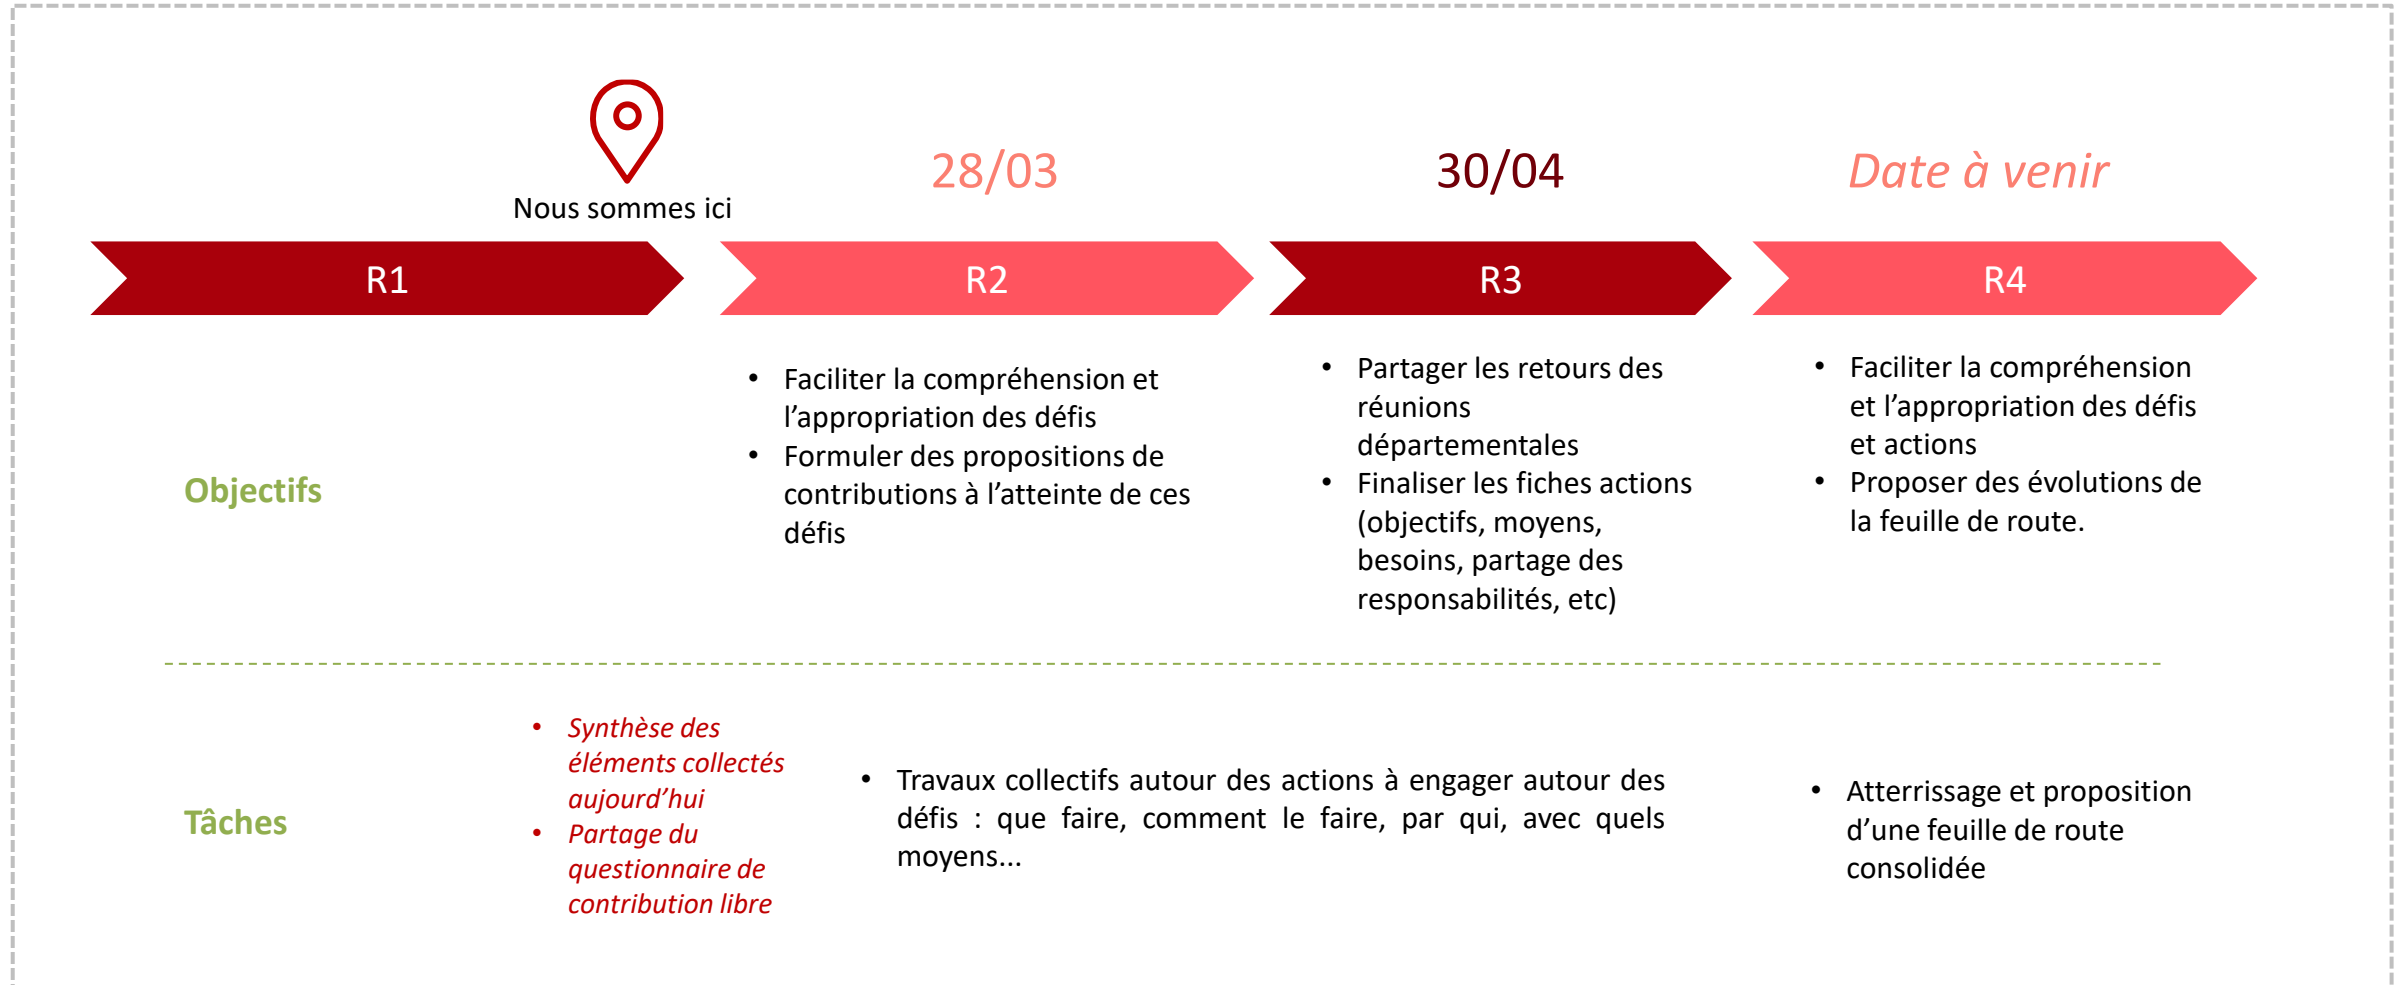 Nous sommes ici
28/03
30/04
Date à venir
R1
R2
R3
R4
Objectifs
• Faciliter la compréhension et
l’appropriation des défis
• Formuler des propositions de
contributions à l’atteinte de ces
défis
• Partager les retours des
réunions
départementales
• Finaliser les fiches actions
(objectifs, moyens,
besoins, partage des
responsabilités, etc)
• Faciliter la compréhension
et l’appropriation des défis
et actions
• Proposer des évolutions de
la feuille de route.
Tâches
• Synthèse des
éléments collectés
aujourd’hui
• Partage du
questionnaire de
contribution libre
• Travaux collectifs autour des actions à engager autour des
défis : que faire, comment le faire, par qui, avec quels
moyens...
• Atterrissage et proposition
d’une feuille de route
consolidée